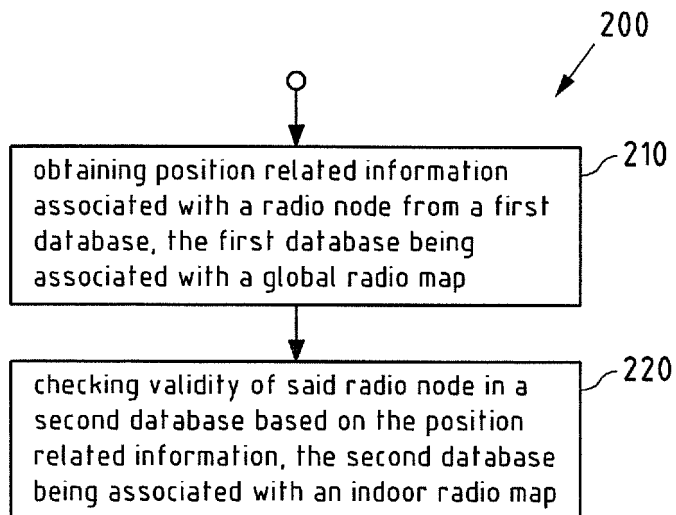 200
210
obtaining position related information
associated with a radio node from a first
database, the first database being
associated with a global radio map
220
checking validity of said radio node in a
second database based on the position
related information, the second database
being associated with an indoor radio map